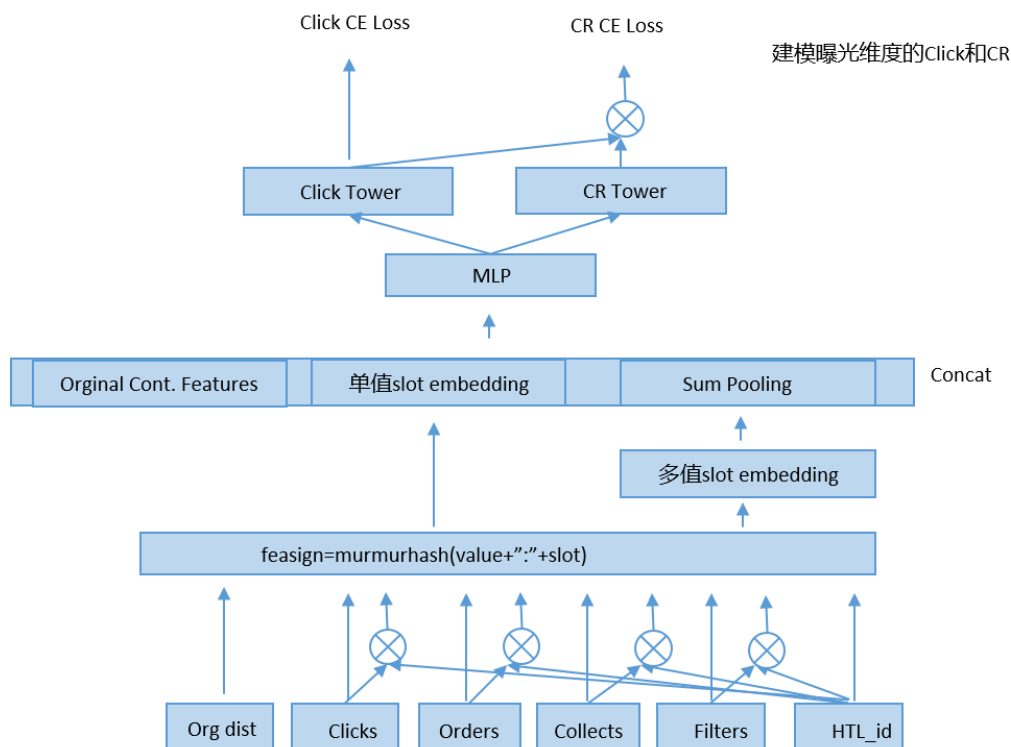 Click CE Loss
CR CE Loss
建模曝光维度的Click和CR
Click Tower
CR Tower
MLP
Orginal Cont. Features
单值slot embedding
Sum Pooling
Concat
多值slot embedding
feasign=murmurhash(value+”:”+slot)
Org dist
Clicks
Orders
Collects
Filters
HTL_id